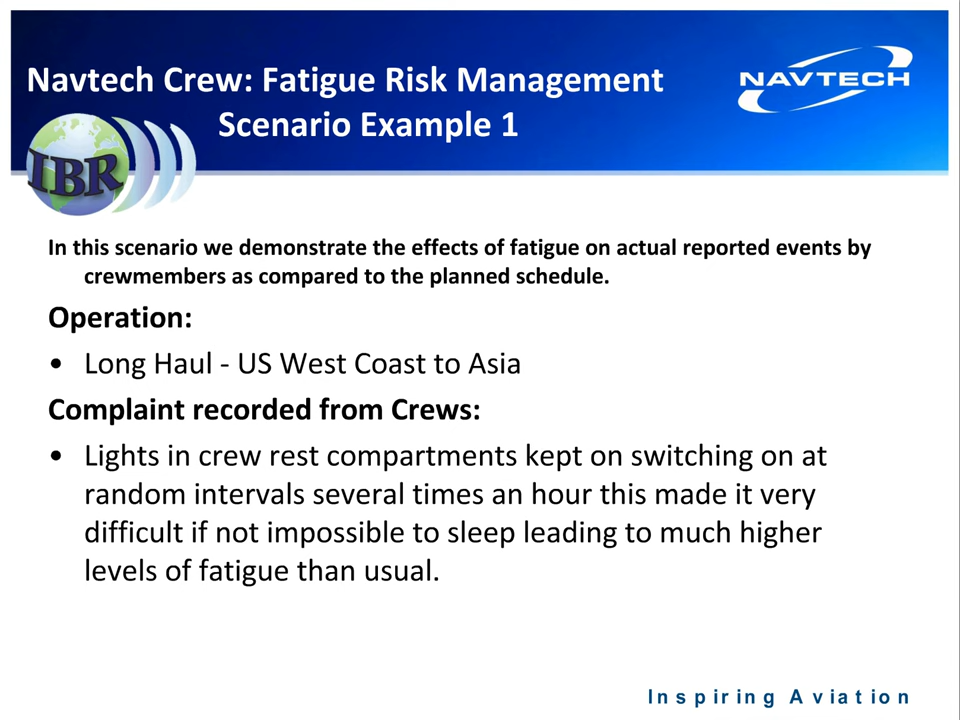 Navtech Crew: Fatigue Risk Management
Scenario Example 1
NAVTECH
IBR
In this scenario we demonstrate the effects of fatigue on actual reported events by
crewmembers as compared to the planned schedule.
Operation:
• Long Haul - US West Coast to Asia
Complaint recorded from Crews:
• Lights in crew rest compartments kept on switching on at
random intervals several times an hour this made it very
difficult if not impossible to sleep leading to much higher
levels of fatigue than usual.
Inspiring Aviation